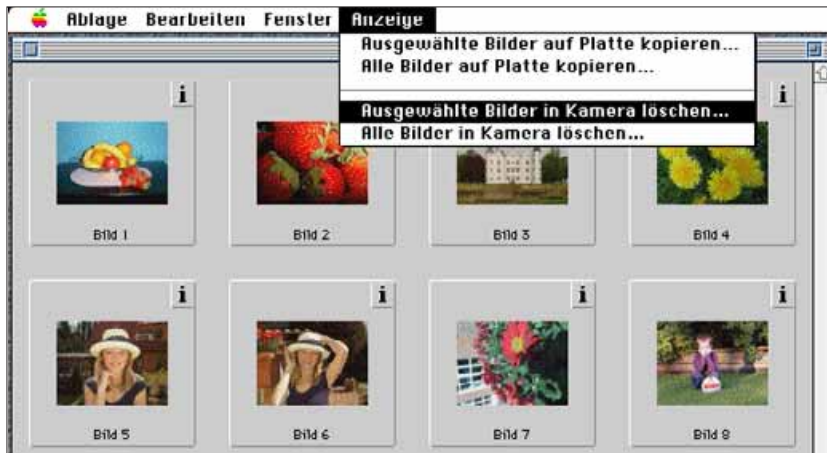 Ablage Bearbeiten Fenster Anzeige
Ausgewählte Bilder auf Platte kopieren...
Alle Bilder auf Platte kopieren...
Ausgewählte Bilder in Kamera löschen...
Alle Bilder in Kamera löschen...
i i
Bild 1 Bild 2 Bild 3 Bild 4
i i i i
Bild 5 Bild 6 Bild 7 Bild 8